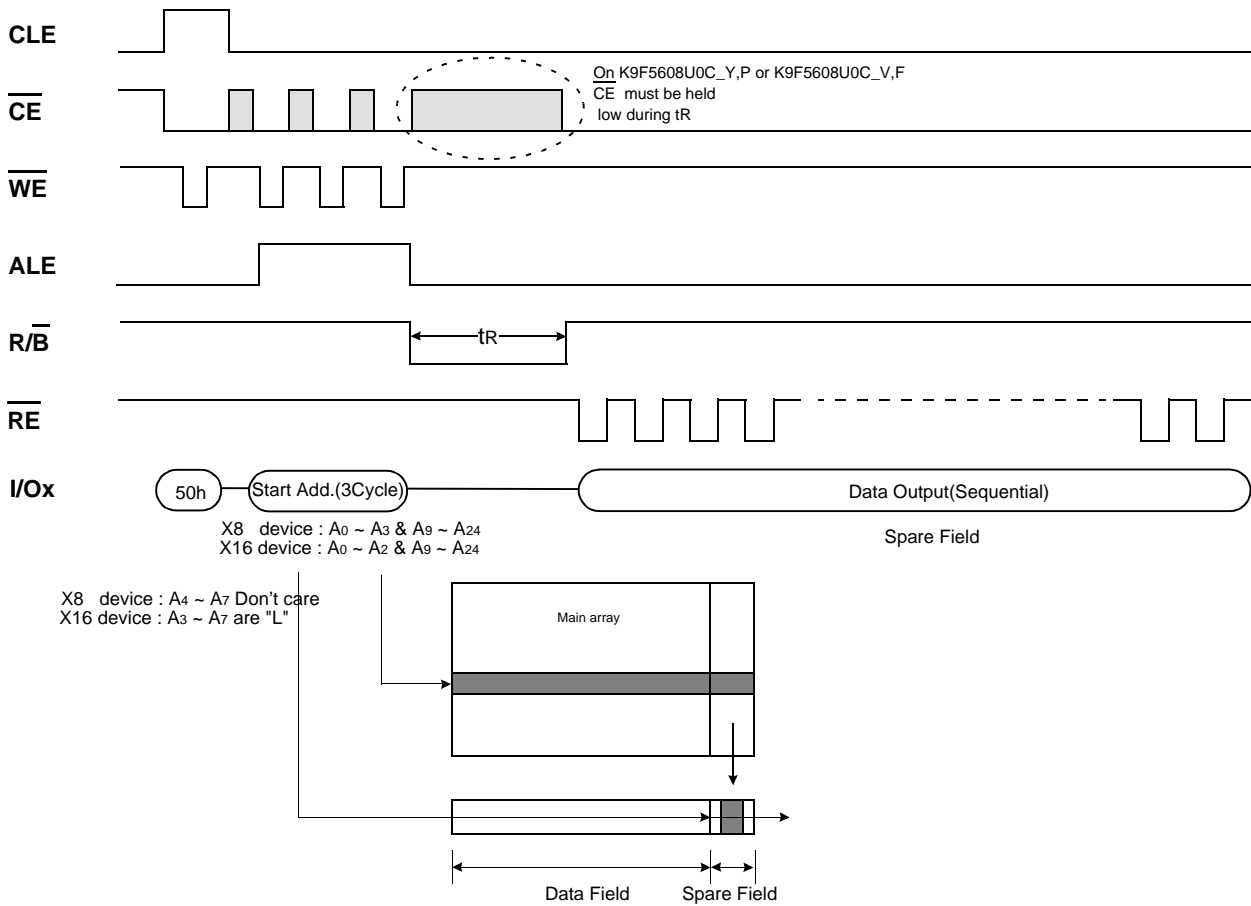 CLE
On K9F5608U0C_Y,P or K9F5608U0C_V,F
CE must be held
low during tR
CE
WE
ALE
R/B
tR
RE
I/Ox
50h
Start Add.(3Cycle)
Data Output(Sequential)
X8 device : A0 ~ A3 & A9 ~ A24
X16 device : A0 ~ A2 & A9 ~ A24
Spare Field
X8 device : A4 ~ A7 Don't care
X16 device : A3 ~ A7 are "L"
Main array
Data Field
Spare Field